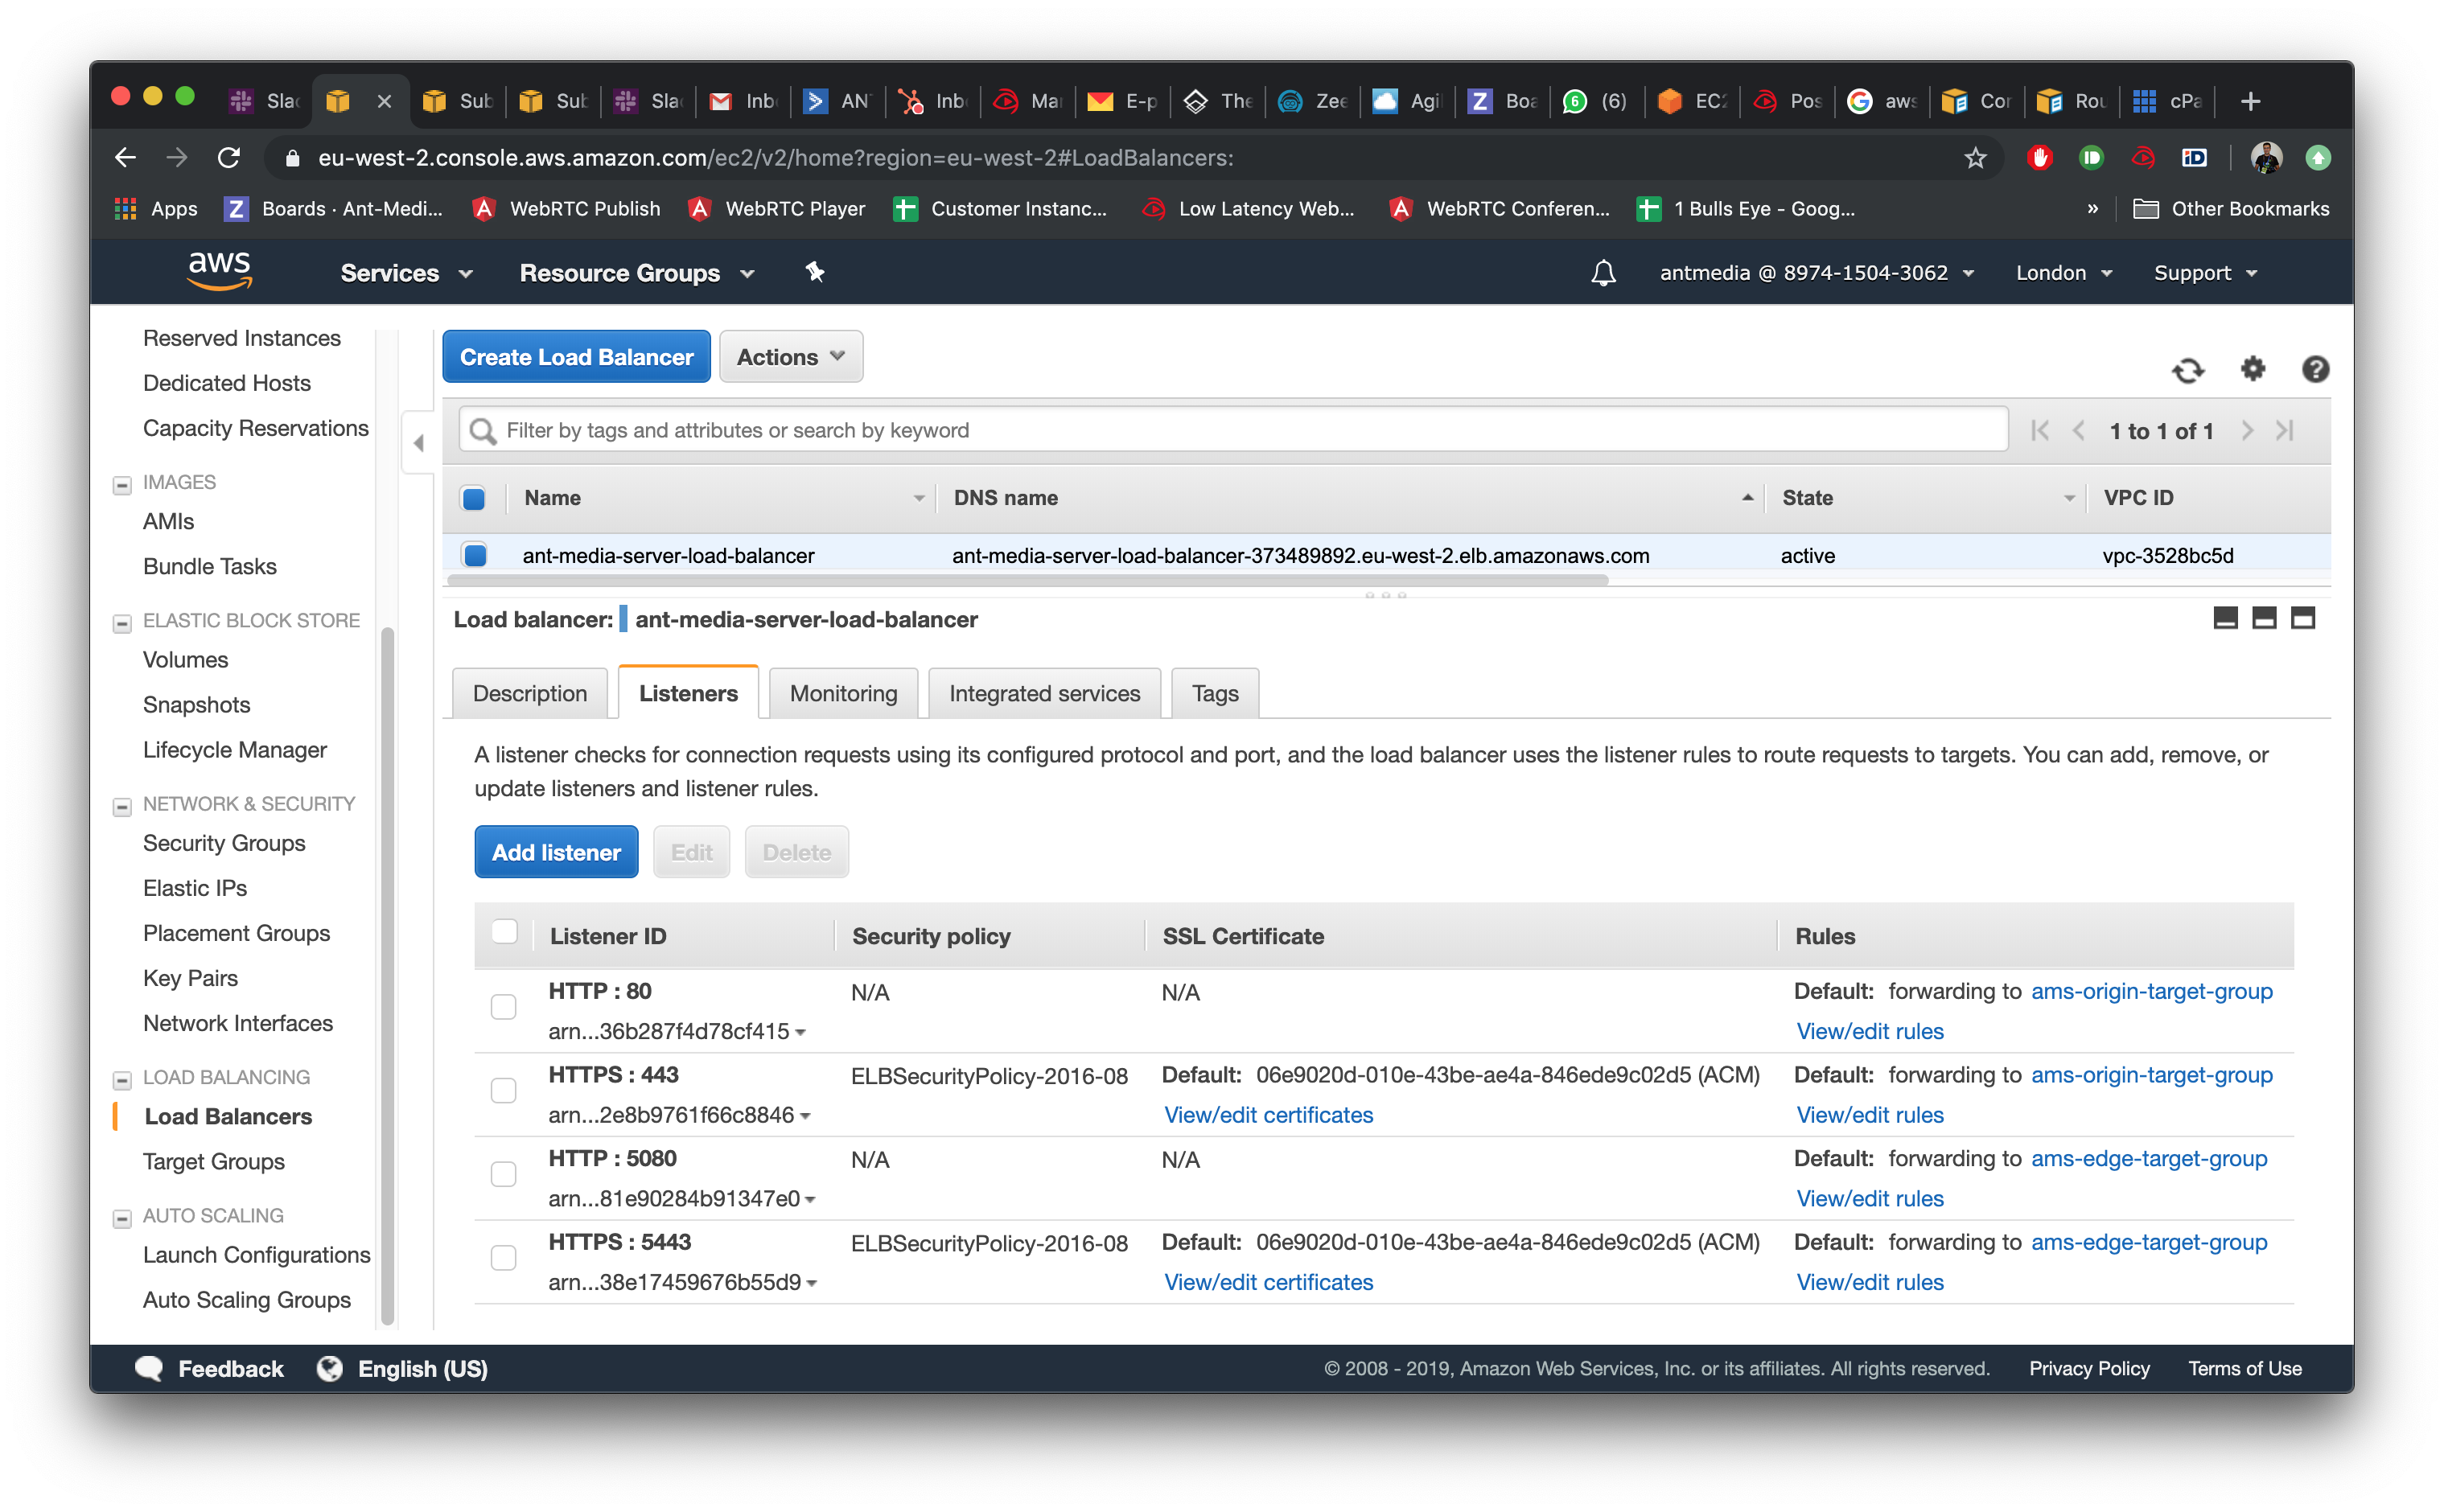 Slac
Sub
Sub
Slac
Inbo
ANT
Inbo
Mar
E-p
The
Zee
Agil
Boa
(6)
EC2
Pos
aws
Cor
Rou
cPa
eu-west-2.console.aws.amazon.com/ec2/v2/home?region=eu-west-2#LoadBalancers:
Apps
Boards · Ant-Medi...
WebRTC Publish
WebRTC Player
Customer Instanc...
Low Latency Web...
WebRTC Conferen...
1 Bulls Eye - Goog...
»
Other Bookmarks
aws
Services
Resource Groups
antmedia @ 8974-1504-3062
London
Support
Reserved Instances
Dedicated Hosts
Capacity Reservations
IMAGES
AMIs
Bundle Tasks
ELASTIC BLOCK STORE
Volumes
Snapshots
Lifecycle Manager
NETWORK & SECURITY
Security Groups
Elastic IPs
Placement Groups
Key Pairs
Network Interfaces
LOAD BALANCING
Load Balancers
Target Groups
AUTO SCALING
Launch Configurations
Auto Scaling Groups
Create Load Balancer
Actions
Filter by tags and attributes or search by keyword
1 to 1 of 1
Name
DNS name
State
VPC ID
ant-media-server-load-balancer
ant-media-server-load-balancer-373489892.eu-west-2.elb.amazonaws.com
active
vpc-3528bc5d
Load balancer: ant-media-server-load-balancer
Description
Listeners
Monitoring
Integrated services
Tags
A listener checks for connection requests using its configured protocol and port, and the load balancer uses the listener rules to route requests to targets. You can add, remove, or
update listeners and listener rules.
Add listener
Edit
Delete
Listener ID
Security policy
SSL Certificate
Rules
HTTP : 80
arn...36b287f4d78cf415
N/A
N/A
Default: forwarding to ams-origin-target-group
View/edit rules
HTTPS : 443
arn...2e8b9761f66c8846
ELBSecurityPolicy-2016-08
Default: 06e9020d-010e-43be-ae4a-846ede9c02d5 (ACM)
View/edit certificates
Default: forwarding to ams-origin-target-group
View/edit rules
HTTP : 5080
arn...81e90284b91347e0
N/A
N/A
Default: forwarding to ams-edge-target-group
View/edit rules
HTTPS : 5443
arn...38e17459676b55d9
ELBSecurityPolicy-2016-08
Default: 06e9020d-010e-43be-ae4a-846ede9c02d5 (ACM)
View/edit certificates
Default: forwarding to ams-edge-target-group
View/edit rules
Feedback
English (US)
© 2008 - 2019, Amazon Web Services, Inc. or its affiliates. All rights reserved.
Privacy Policy
Terms of Use